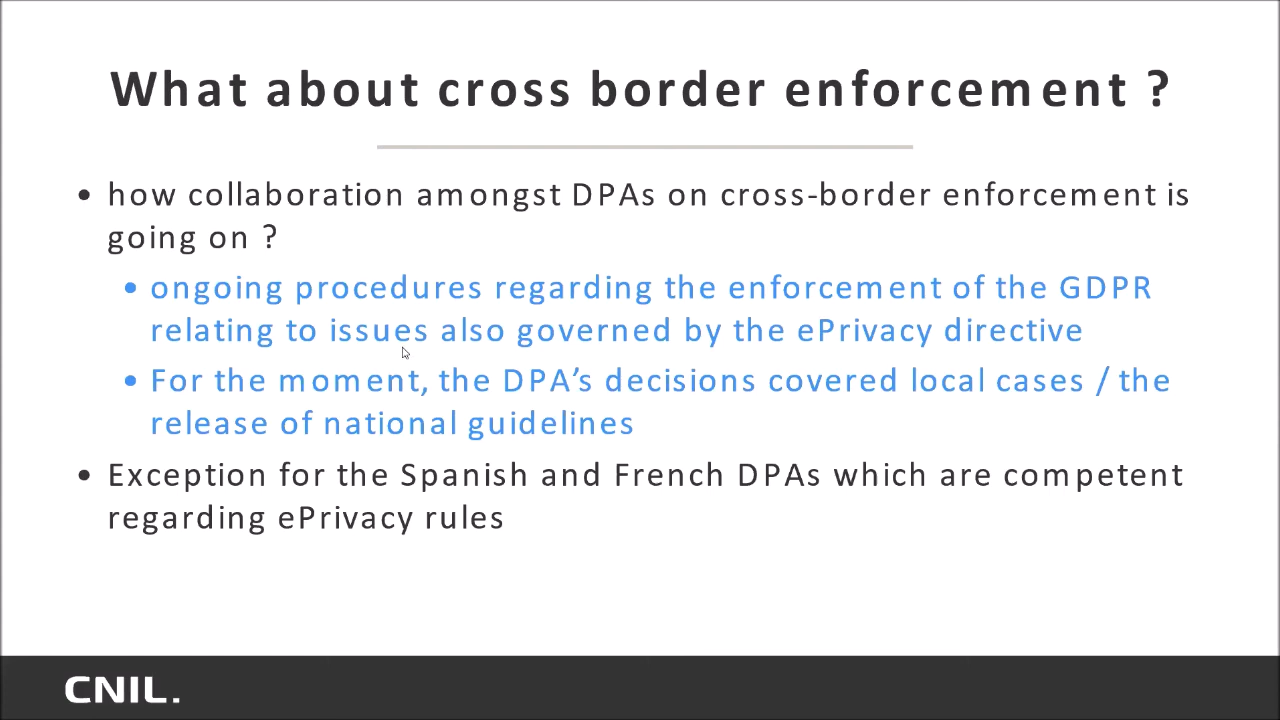 What about cross border enforcement ?
• how collaboration amongst DPAs on cross-border enforcement is
going on ?
• ongoing procedures regarding the enforcement of the GDPR
relating to issues also governed by the ePrivacy directive
• For the moment, the DPA’s decisions covered local cases / the
release of national guidelines
• Exception for the Spanish and French DPAs which are competent
regarding ePrivacy rules
CNIL.